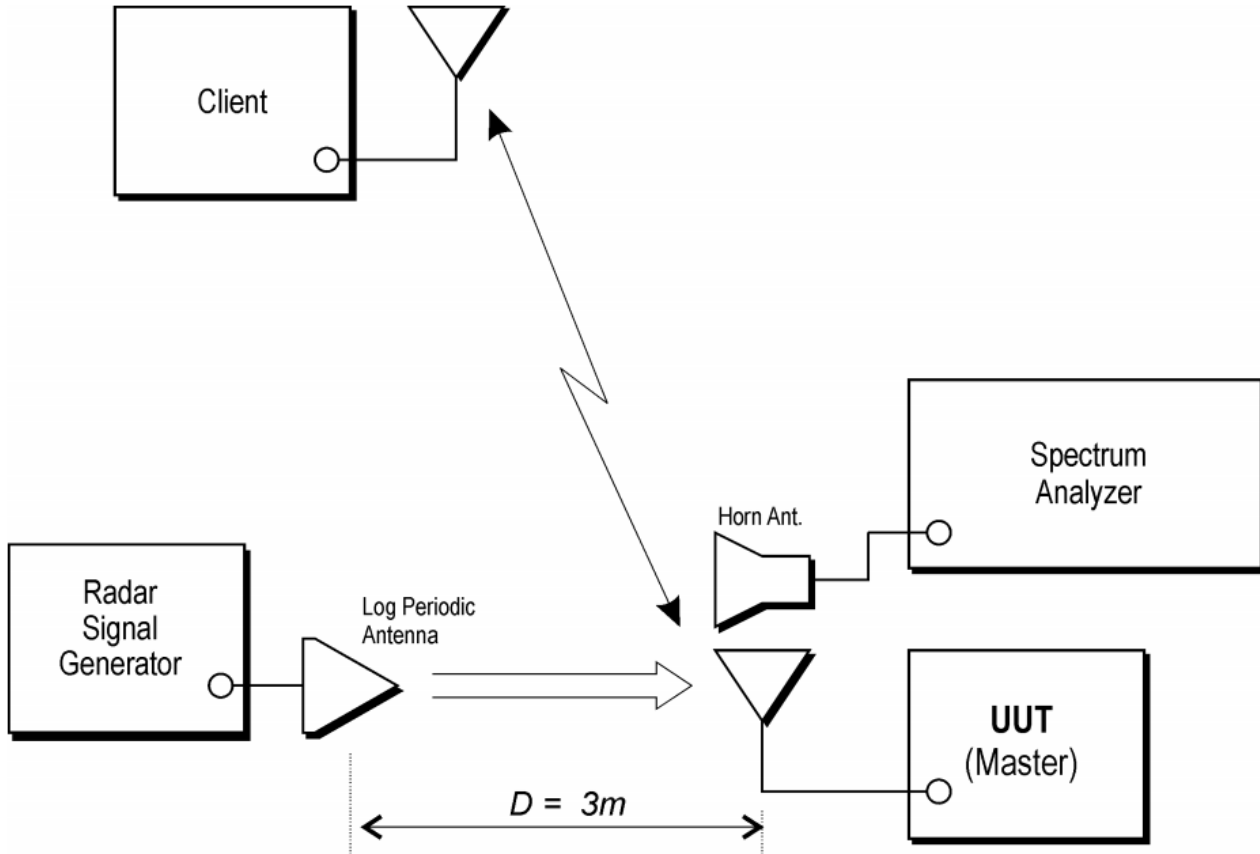 Client
Spectrum
Analyzer
Horn Ant.
Radar
Signal
Generator
Log Periodic
Antenna
UUT
(Master)
D = 3m